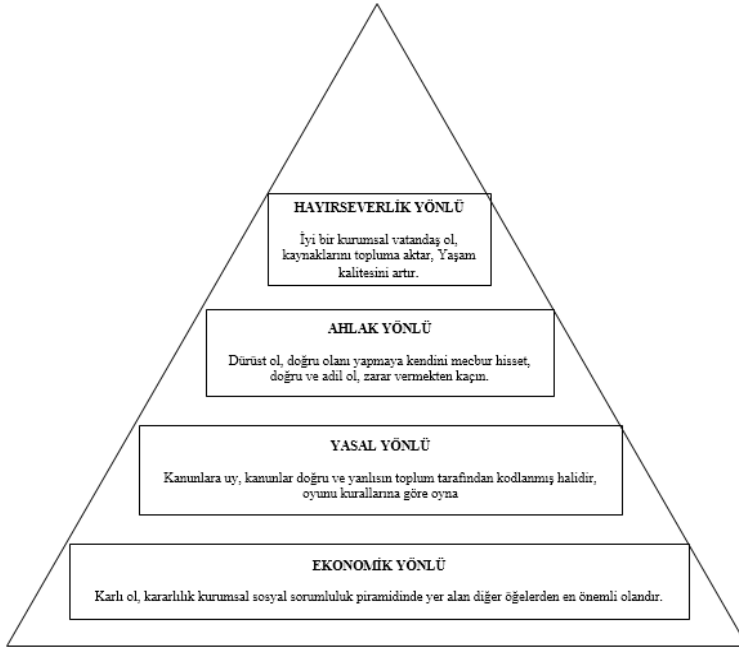 HAYIRSEVERLİK YÖNLÜ
İyi bir kurumsal vatandaş ol,
kaynaklarını topluma aktar, Yaşam
kalitesini artır.
AHLAK YÖNLÜ
Dürüst ol, doğru olanı yapmaya kendini mecbur hisset,
doğru ve adil ol, zarar vermekten kaçın.
YASAL YÖNLÜ
Kanunlara uy, kanunlar doğru ve yanlısın toplum tarafından kodlanmış halidir,
oyunu kurallarına göre oyna
EKONOMİK YÖNLÜ
Karlı ol, kararlılık kurumsal sosyal sorumluluk piramidinde yer alan diğer öğelerden en önemli olandır.